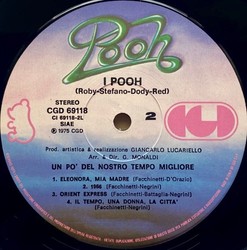 Pooh
I POOH
(Roby-Stefano-Dody-Red)
STEREO
CGD 69118
CI 69118-2L
SIAE
℗ 1975 CGD
2
Prod. artistica & realizzazione GIANCARLO LUCARIELLO
Arr. & Dir. G. MONALDI
UN PO' DEL NOSTRO TEMPO MIGLIORE
1. ELEONORA, MIA MADRE (Facchinetti-D'Orazio)
2. 1966 (Facchinetti-Negrini)
3. ORIENT EXPRESS (Facchinetti-Battaglia-Negrini)
4. IL TEMPO, UNA DONNA, LA CITTA'
(Facchinetti-Negrini)